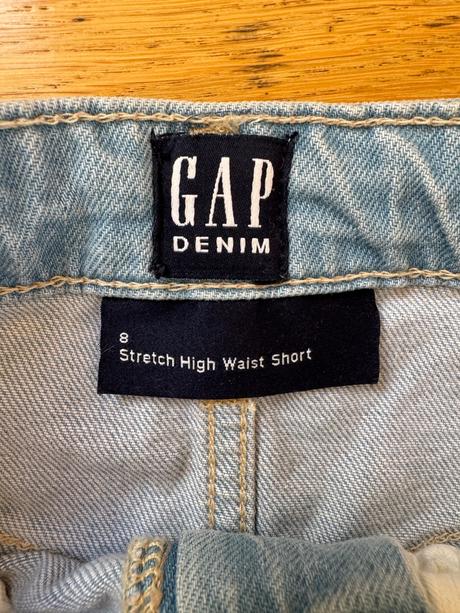 GAP
DENIM
8
Stretch High Waist Short